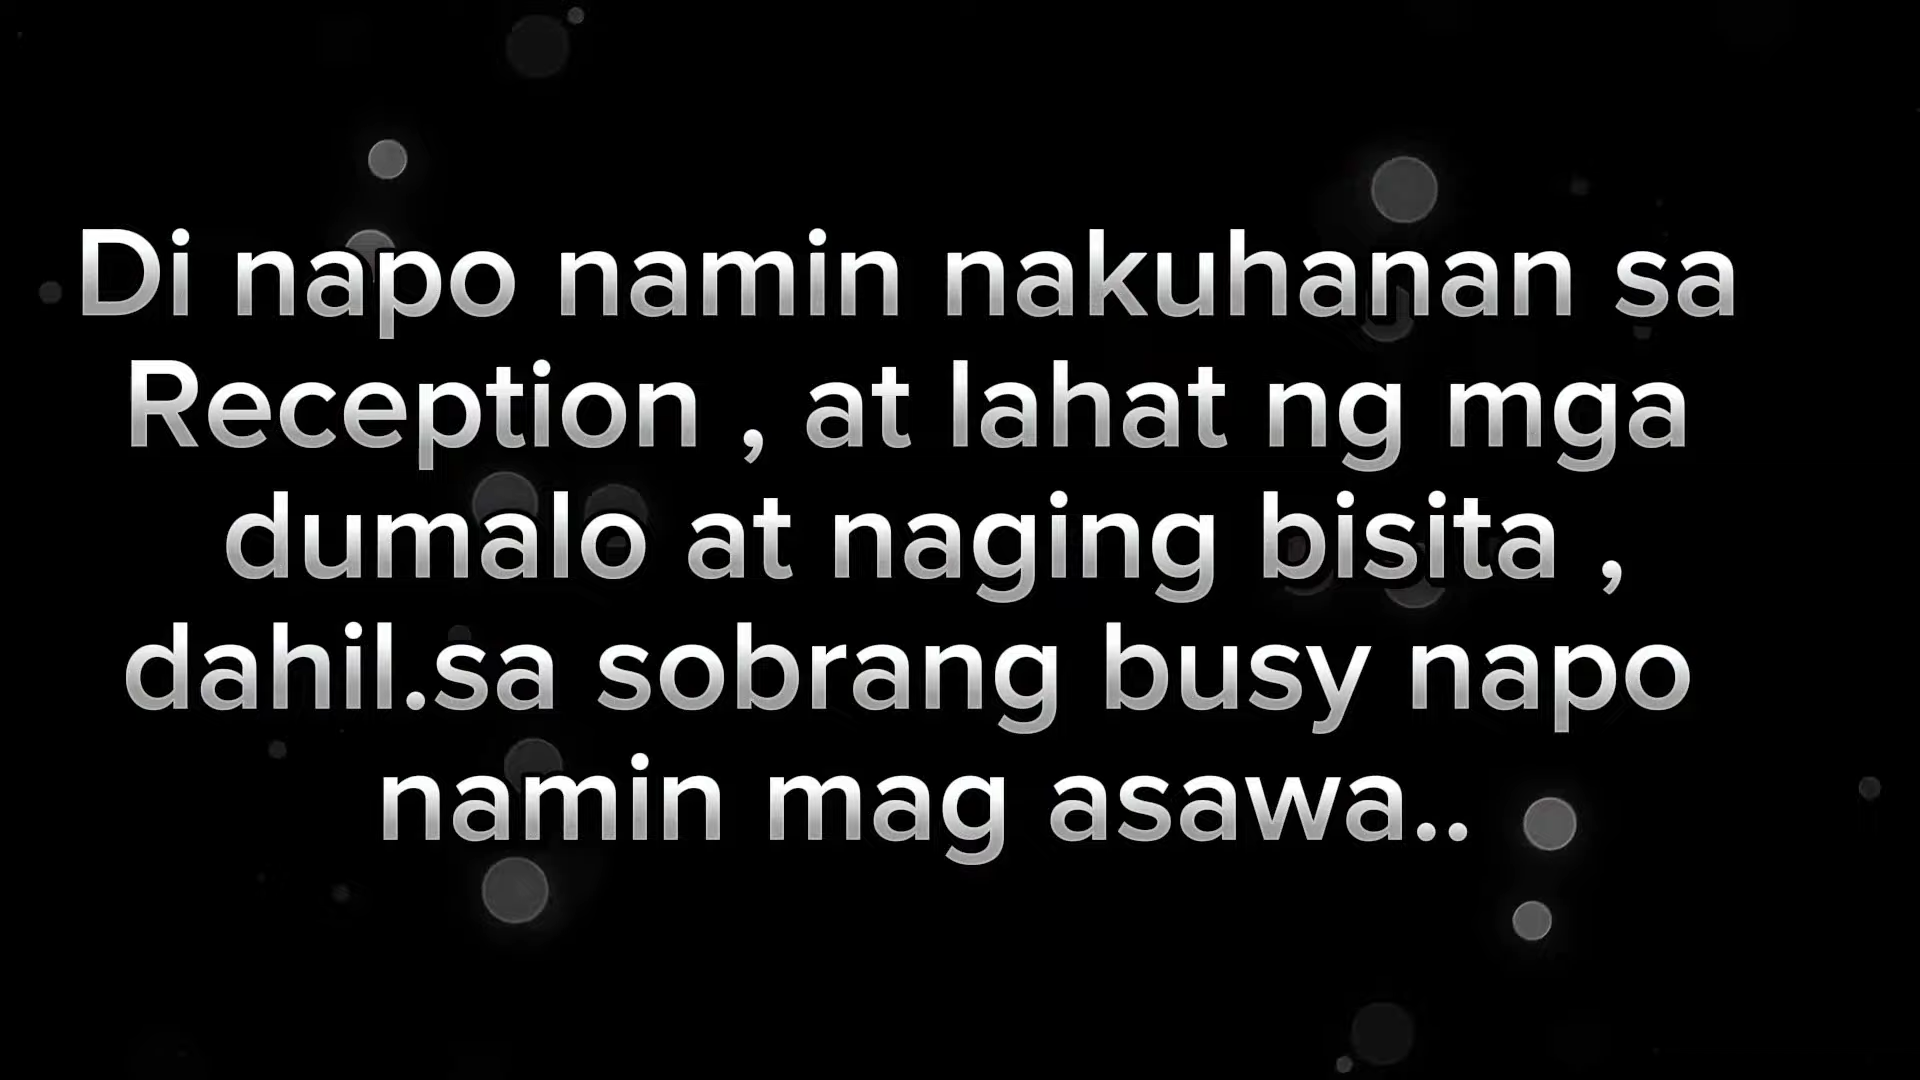 Di napo namin nakuhanan sa
Reception , at lahat ng mga
dumalo at naging bisita ,
dahil.sa sobrang busy napo
namin mag asawa..